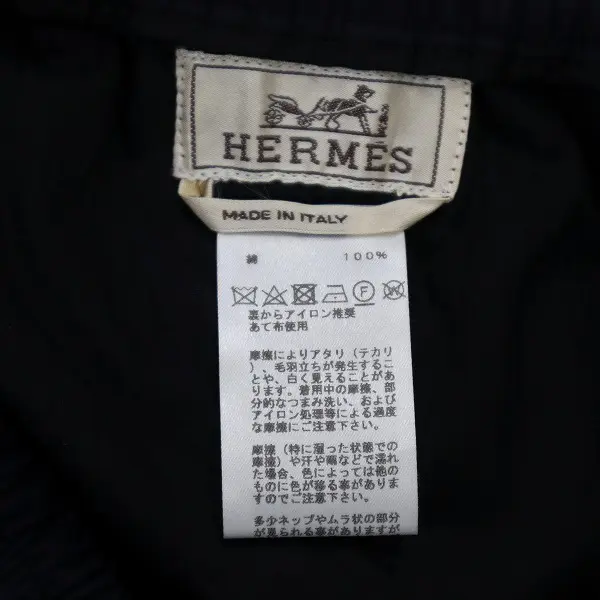 HERMÈS
MADE IN ITALY
綿 100%
F W
裏からアイロン推奨
あて布使用
摩擦によりアタリ(テカリ
)、毛羽立ちが発生するこ
とや、白く見えることがあ
ります。着用中の摩擦、部
分的なつまみ洗い、および
アイロン処理等による過度
な摩擦にご注意下さい。
摩擦(特に湿った状態での
摩擦)や汗や雨などで濡れ
た場合、色によっては他の
ものに色が移る事がありま
すのでご注意下さい。
多少ネップやムラ状の部分
が見られる事がありますが